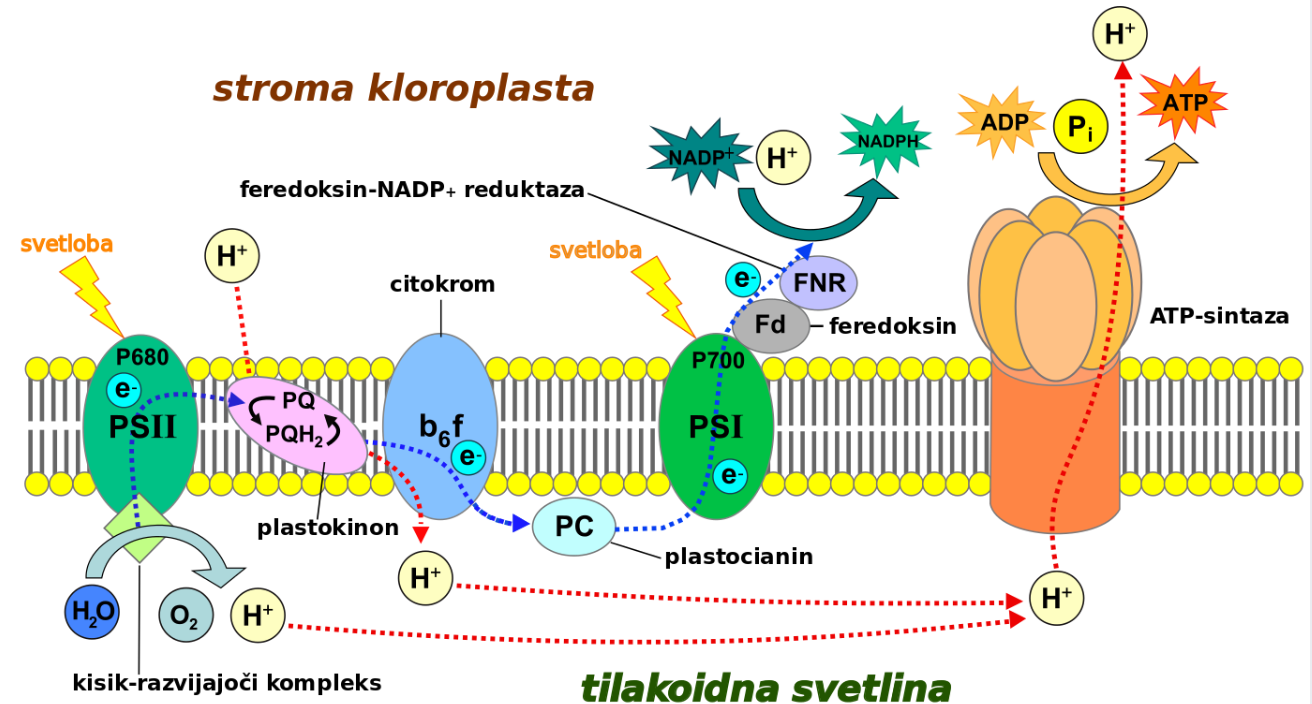 H+
stroma kloroplasta
ADP
Pi
ATP
NADP+
H+
NADPH
feredoksin-NADP+ reduktaza
svetloba
H+
svetloba
citokrom
e-
FNR
Fd
feredoksin
ATP-sintaza
P680
e-
PSII
PQ
PQH2
b6f
e-
P700
PSI
e-
plastokinon
PC
plastocianin
H2O
O2
H+
H+
H+
kisik-razvijajoči kompleks
tilakoidna svetlina